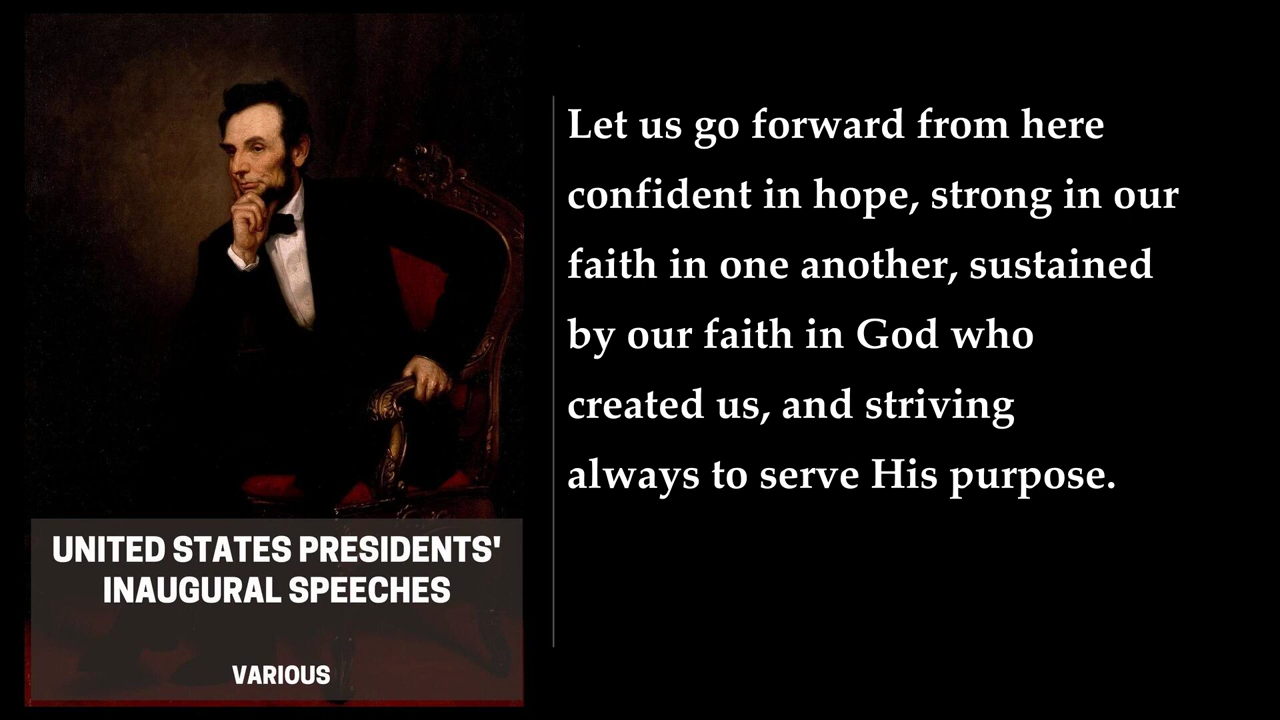 Let us go forward from here
confident in hope, strong in our
faith in one another, sustained
by our faith in God who
created us, and striving
always to serve His purpose.
UNITED STATES PRESIDENTS'
INAUGURAL SPEECHES
VARIOUS